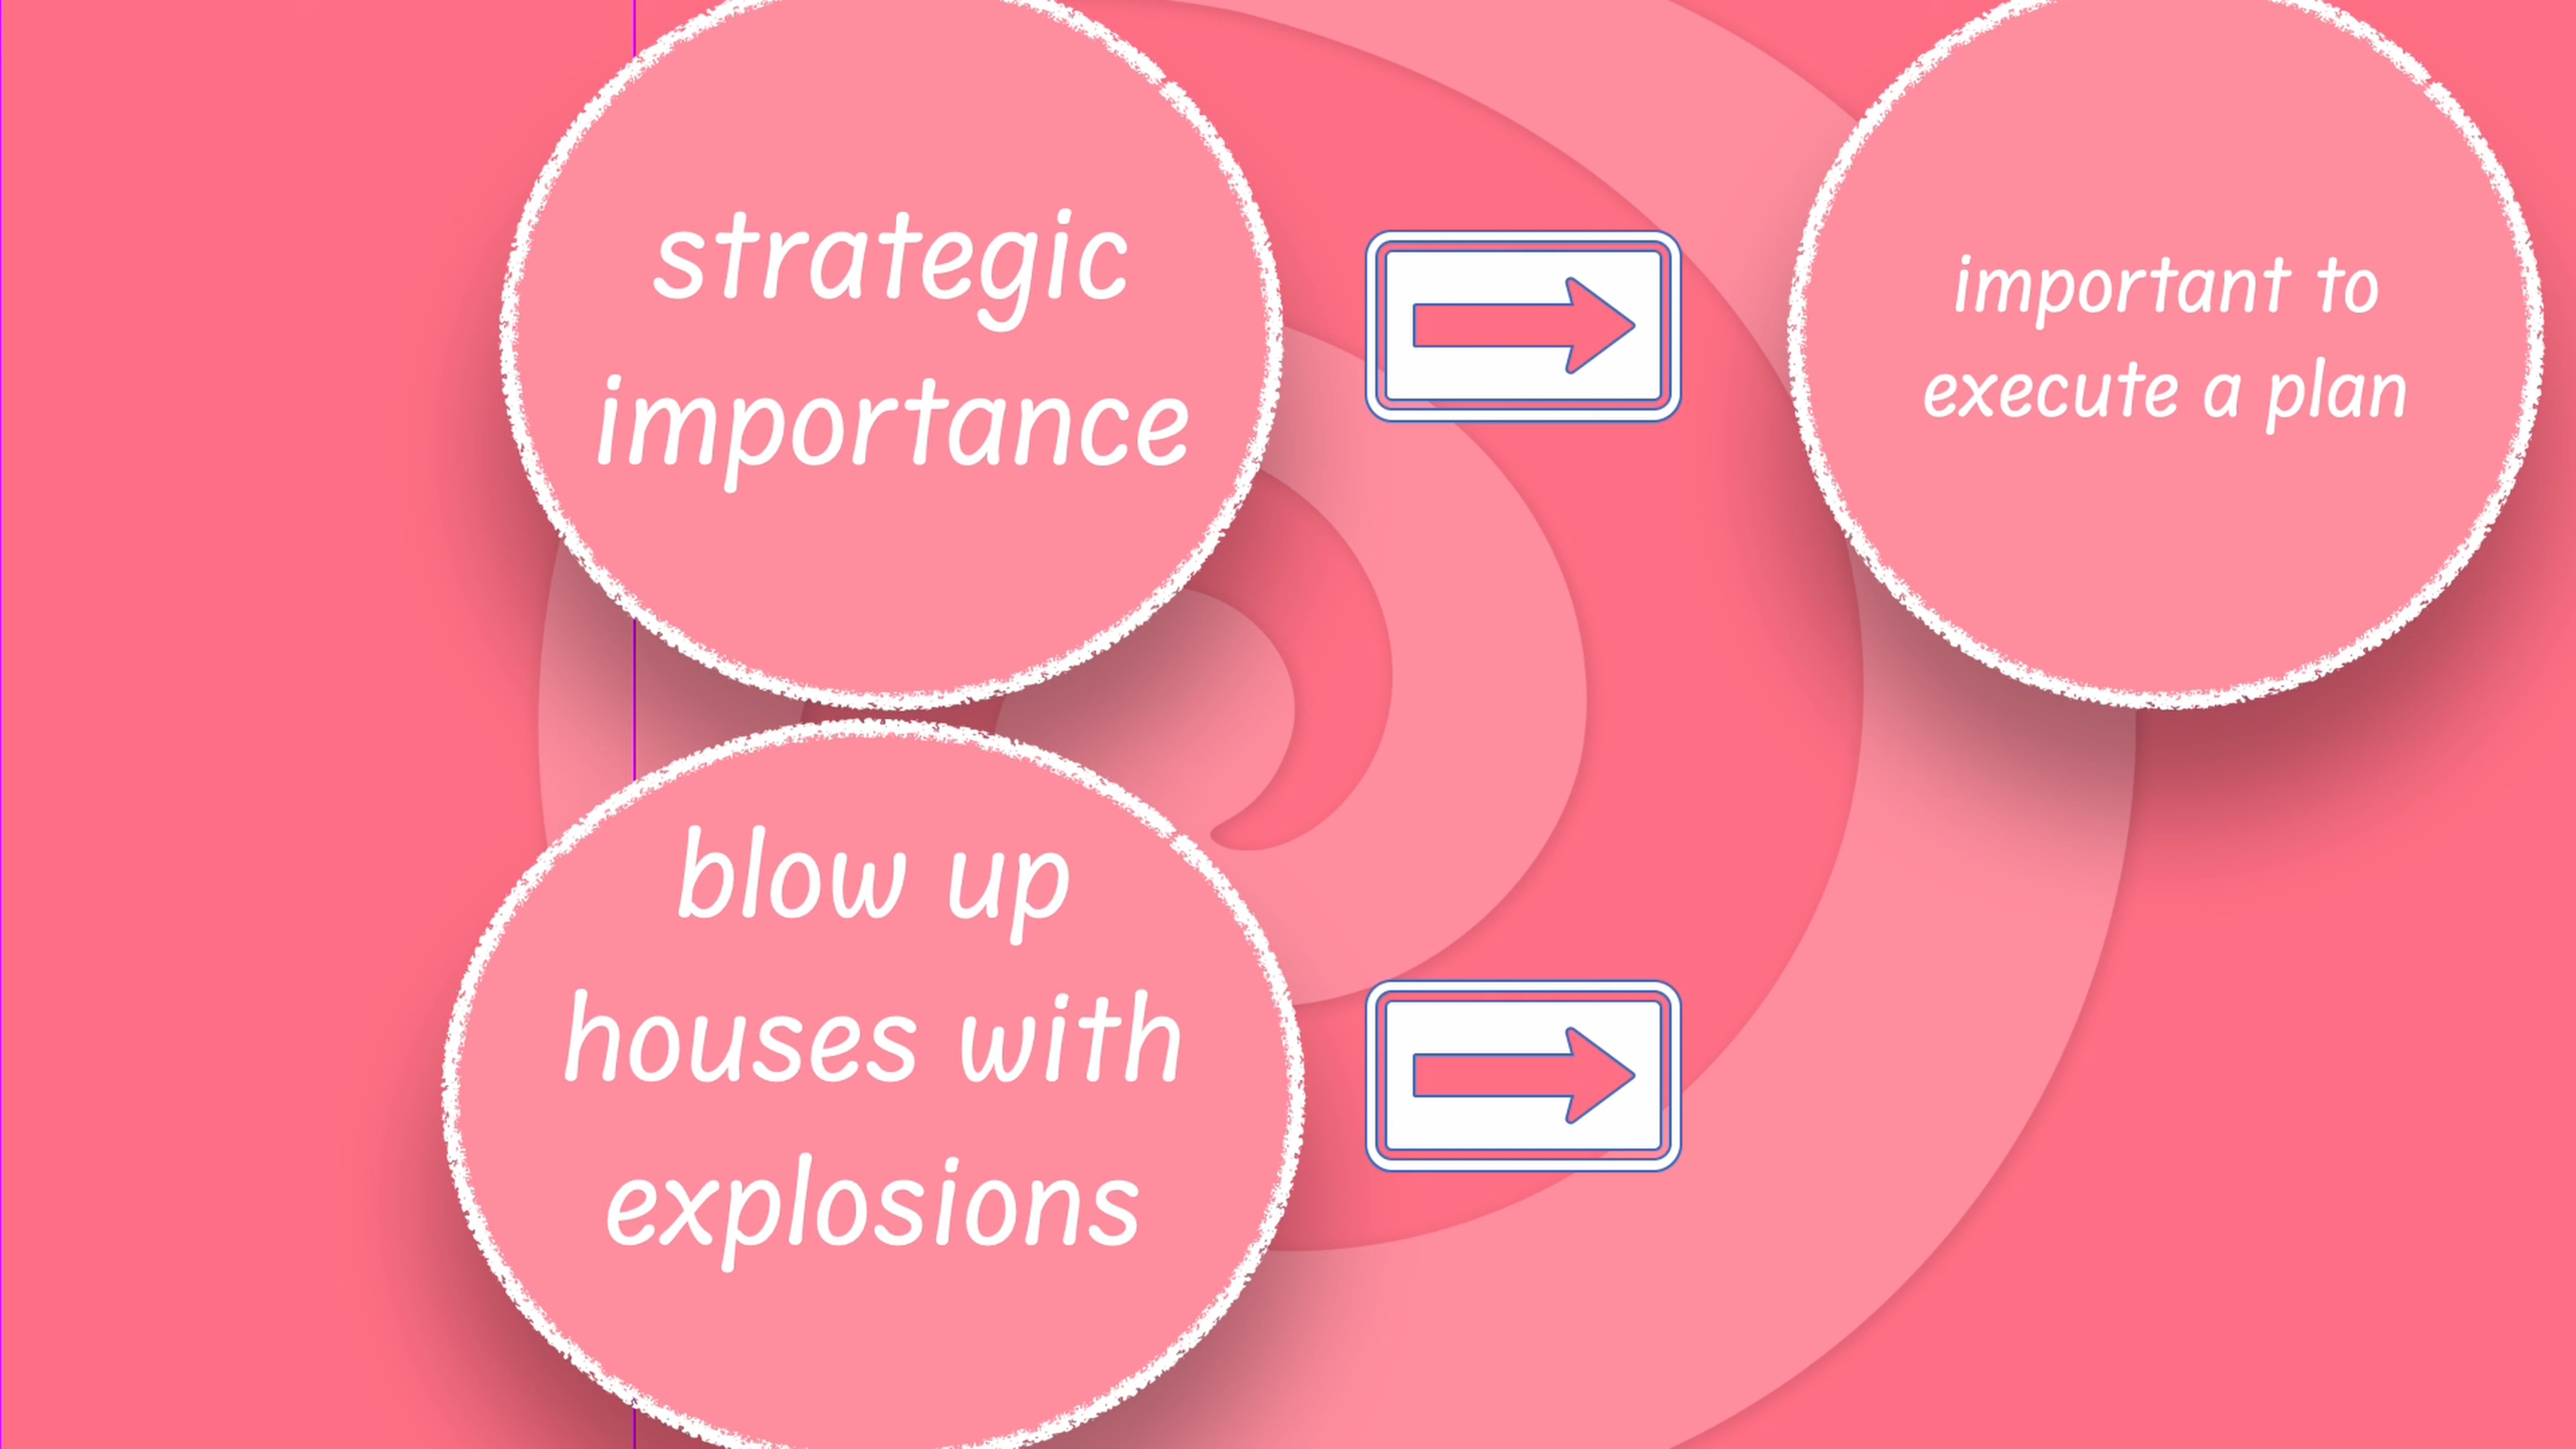 strategic
importance
important to
execute a plan
blow up
houses with
explosions